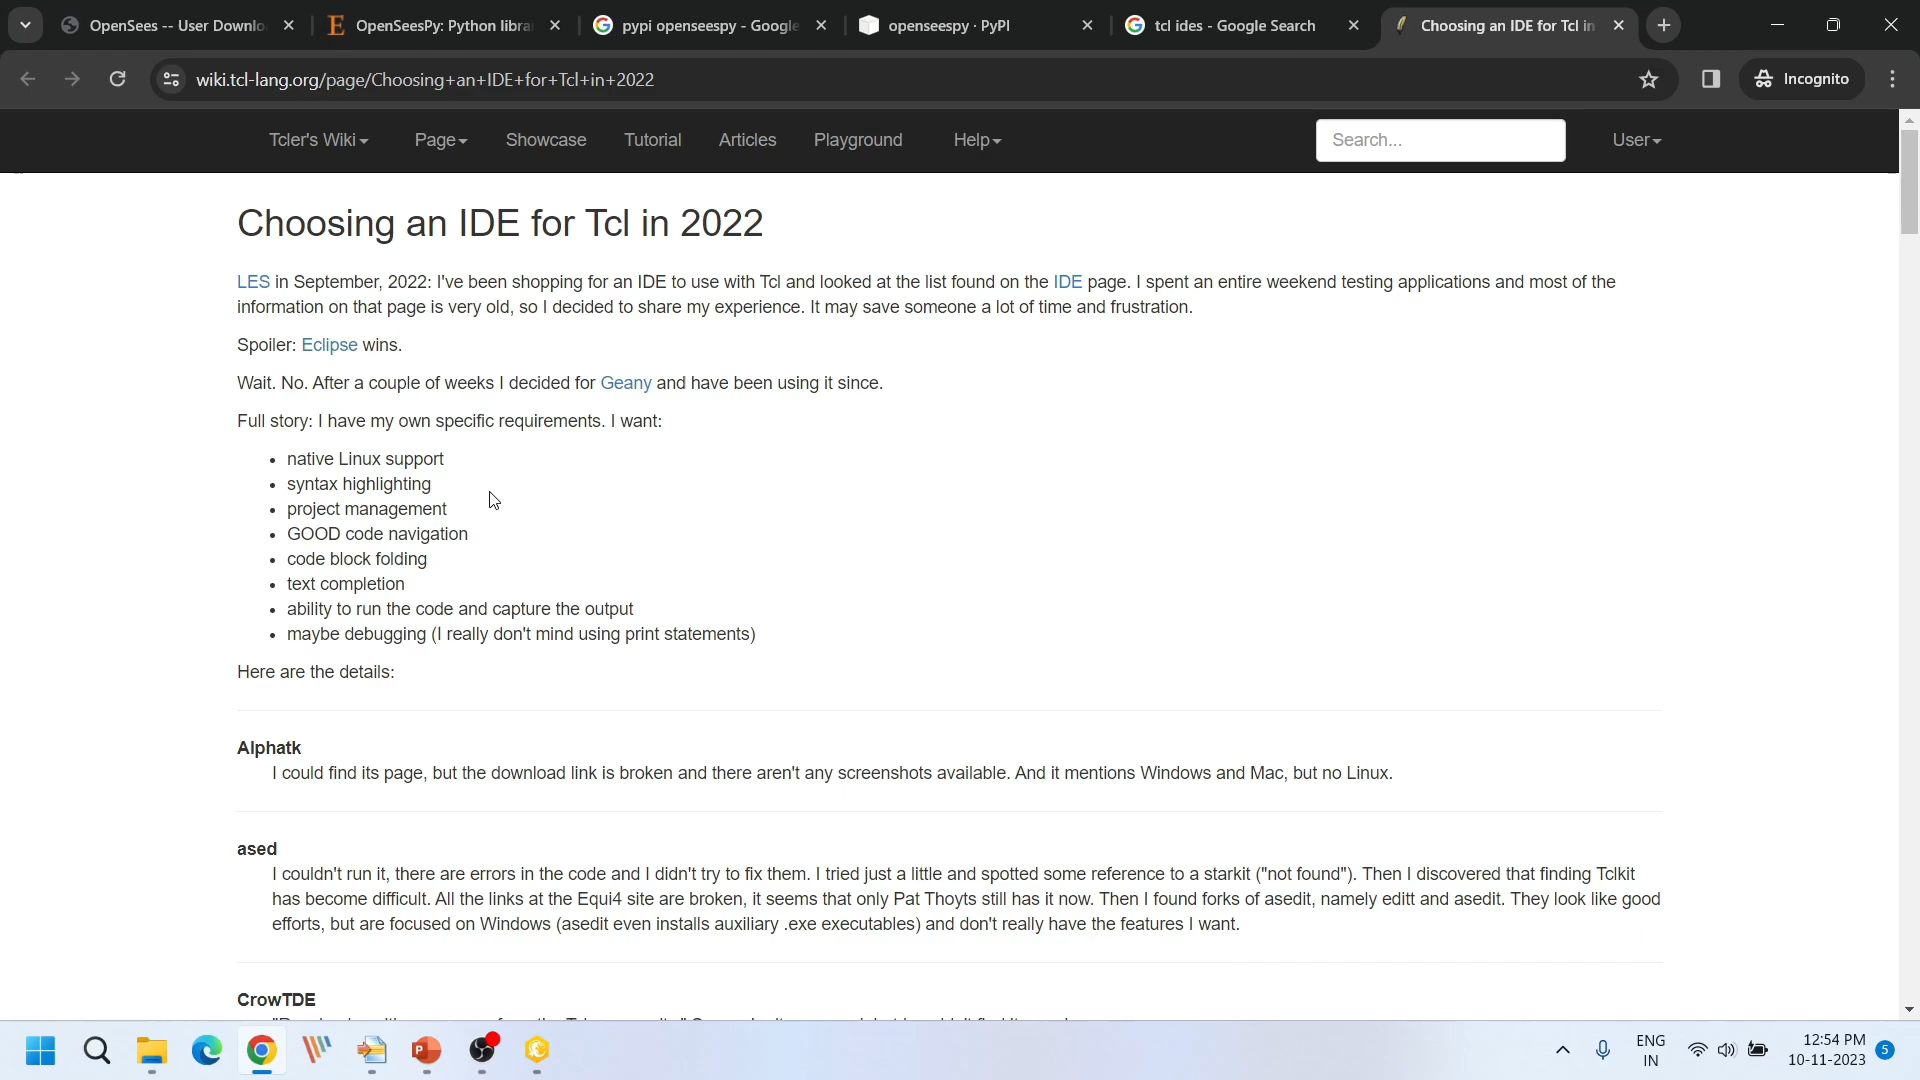 OpenSees -- User Downlo
OpenSeesPy: Python libra
pypi openseespy - Google
openseespy · PyPI
tcl ides - Google Search
Choosing an IDE for Tcl in
wiki.tcl-lang.org/page/Choosing+an+IDE+for+Tcl+in+2022
Incognito
Tcler's Wiki
Page
Showcase
Tutorial
Articles
Playground
Help
Search...
User
Choosing an IDE for Tcl in 2022
LES in September, 2022: I've been shopping for an IDE to use with Tcl and looked at the list found on the IDE page. I spent an entire weekend testing applications and most of the
information on that page is very old, so I decided to share my experience. It may save someone a lot of time and frustration.
Spoiler: Eclipse wins.
Wait. No. After a couple of weeks I decided for Geany and have been using it since.
Full story: I have my own specific requirements. I want:
• native Linux support
• syntax highlighting
• project management
• GOOD code navigation
• code block folding
• text completion
• ability to run the code and capture the output
• maybe debugging (I really don't mind using print statements)
Here are the details:
Alphatk
I could find its page, but the download link is broken and there aren't any screenshots available. And it mentions Windows and Mac, but no Linux.
ased
I couldn't run it, there are errors in the code and I didn't try to fix them. I tried just a little and spotted some reference to a starkit ("not found"). Then I discovered that finding Tclkit
has become difficult. All the links at the Equi4 site are broken, it seems that only Pat Thoyts still has it now. Then I found forks of asedit, namely editt and asedit. They look like good
efforts, but are focused on Windows (asedit even installs auxiliary .exe executables) and don't really have the features I want.
CrowTDE
ENG
IN
12:54 PM
10-11-2023
5